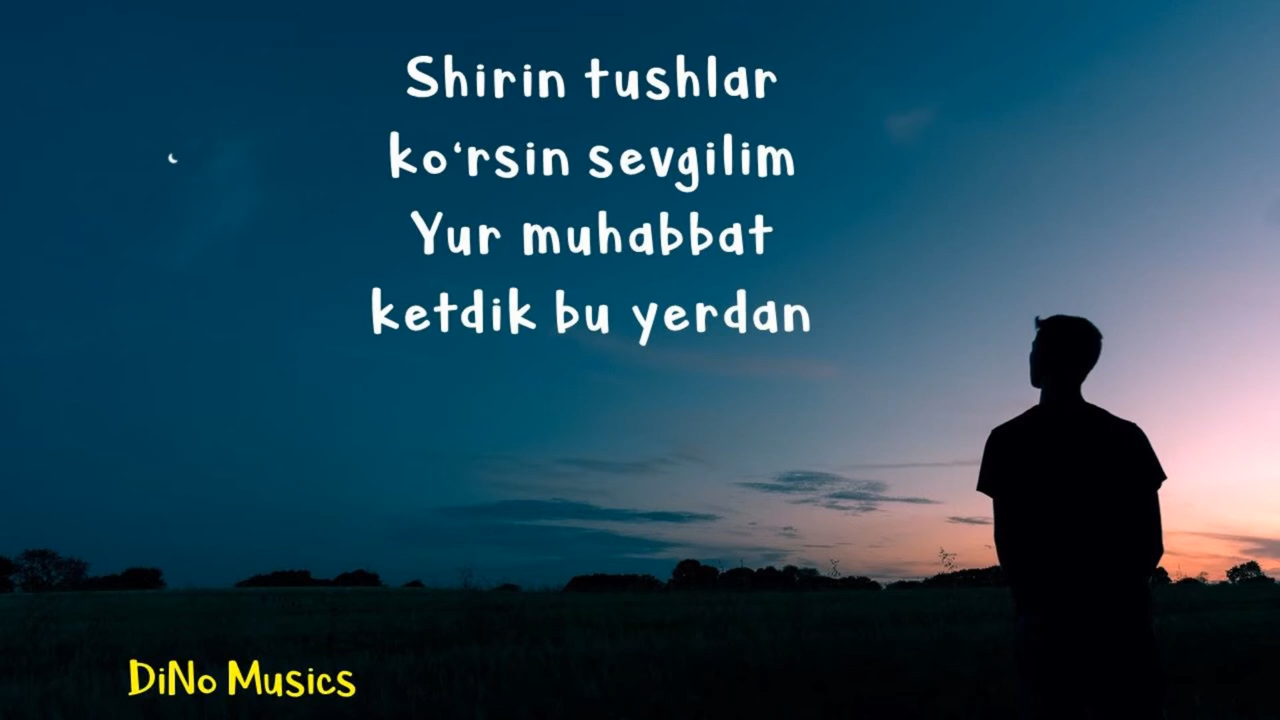 Shirin tushlar
ko‘rsin sevgilim
Yur muhabbat
ketdik bu yerdan
DiNo Musics